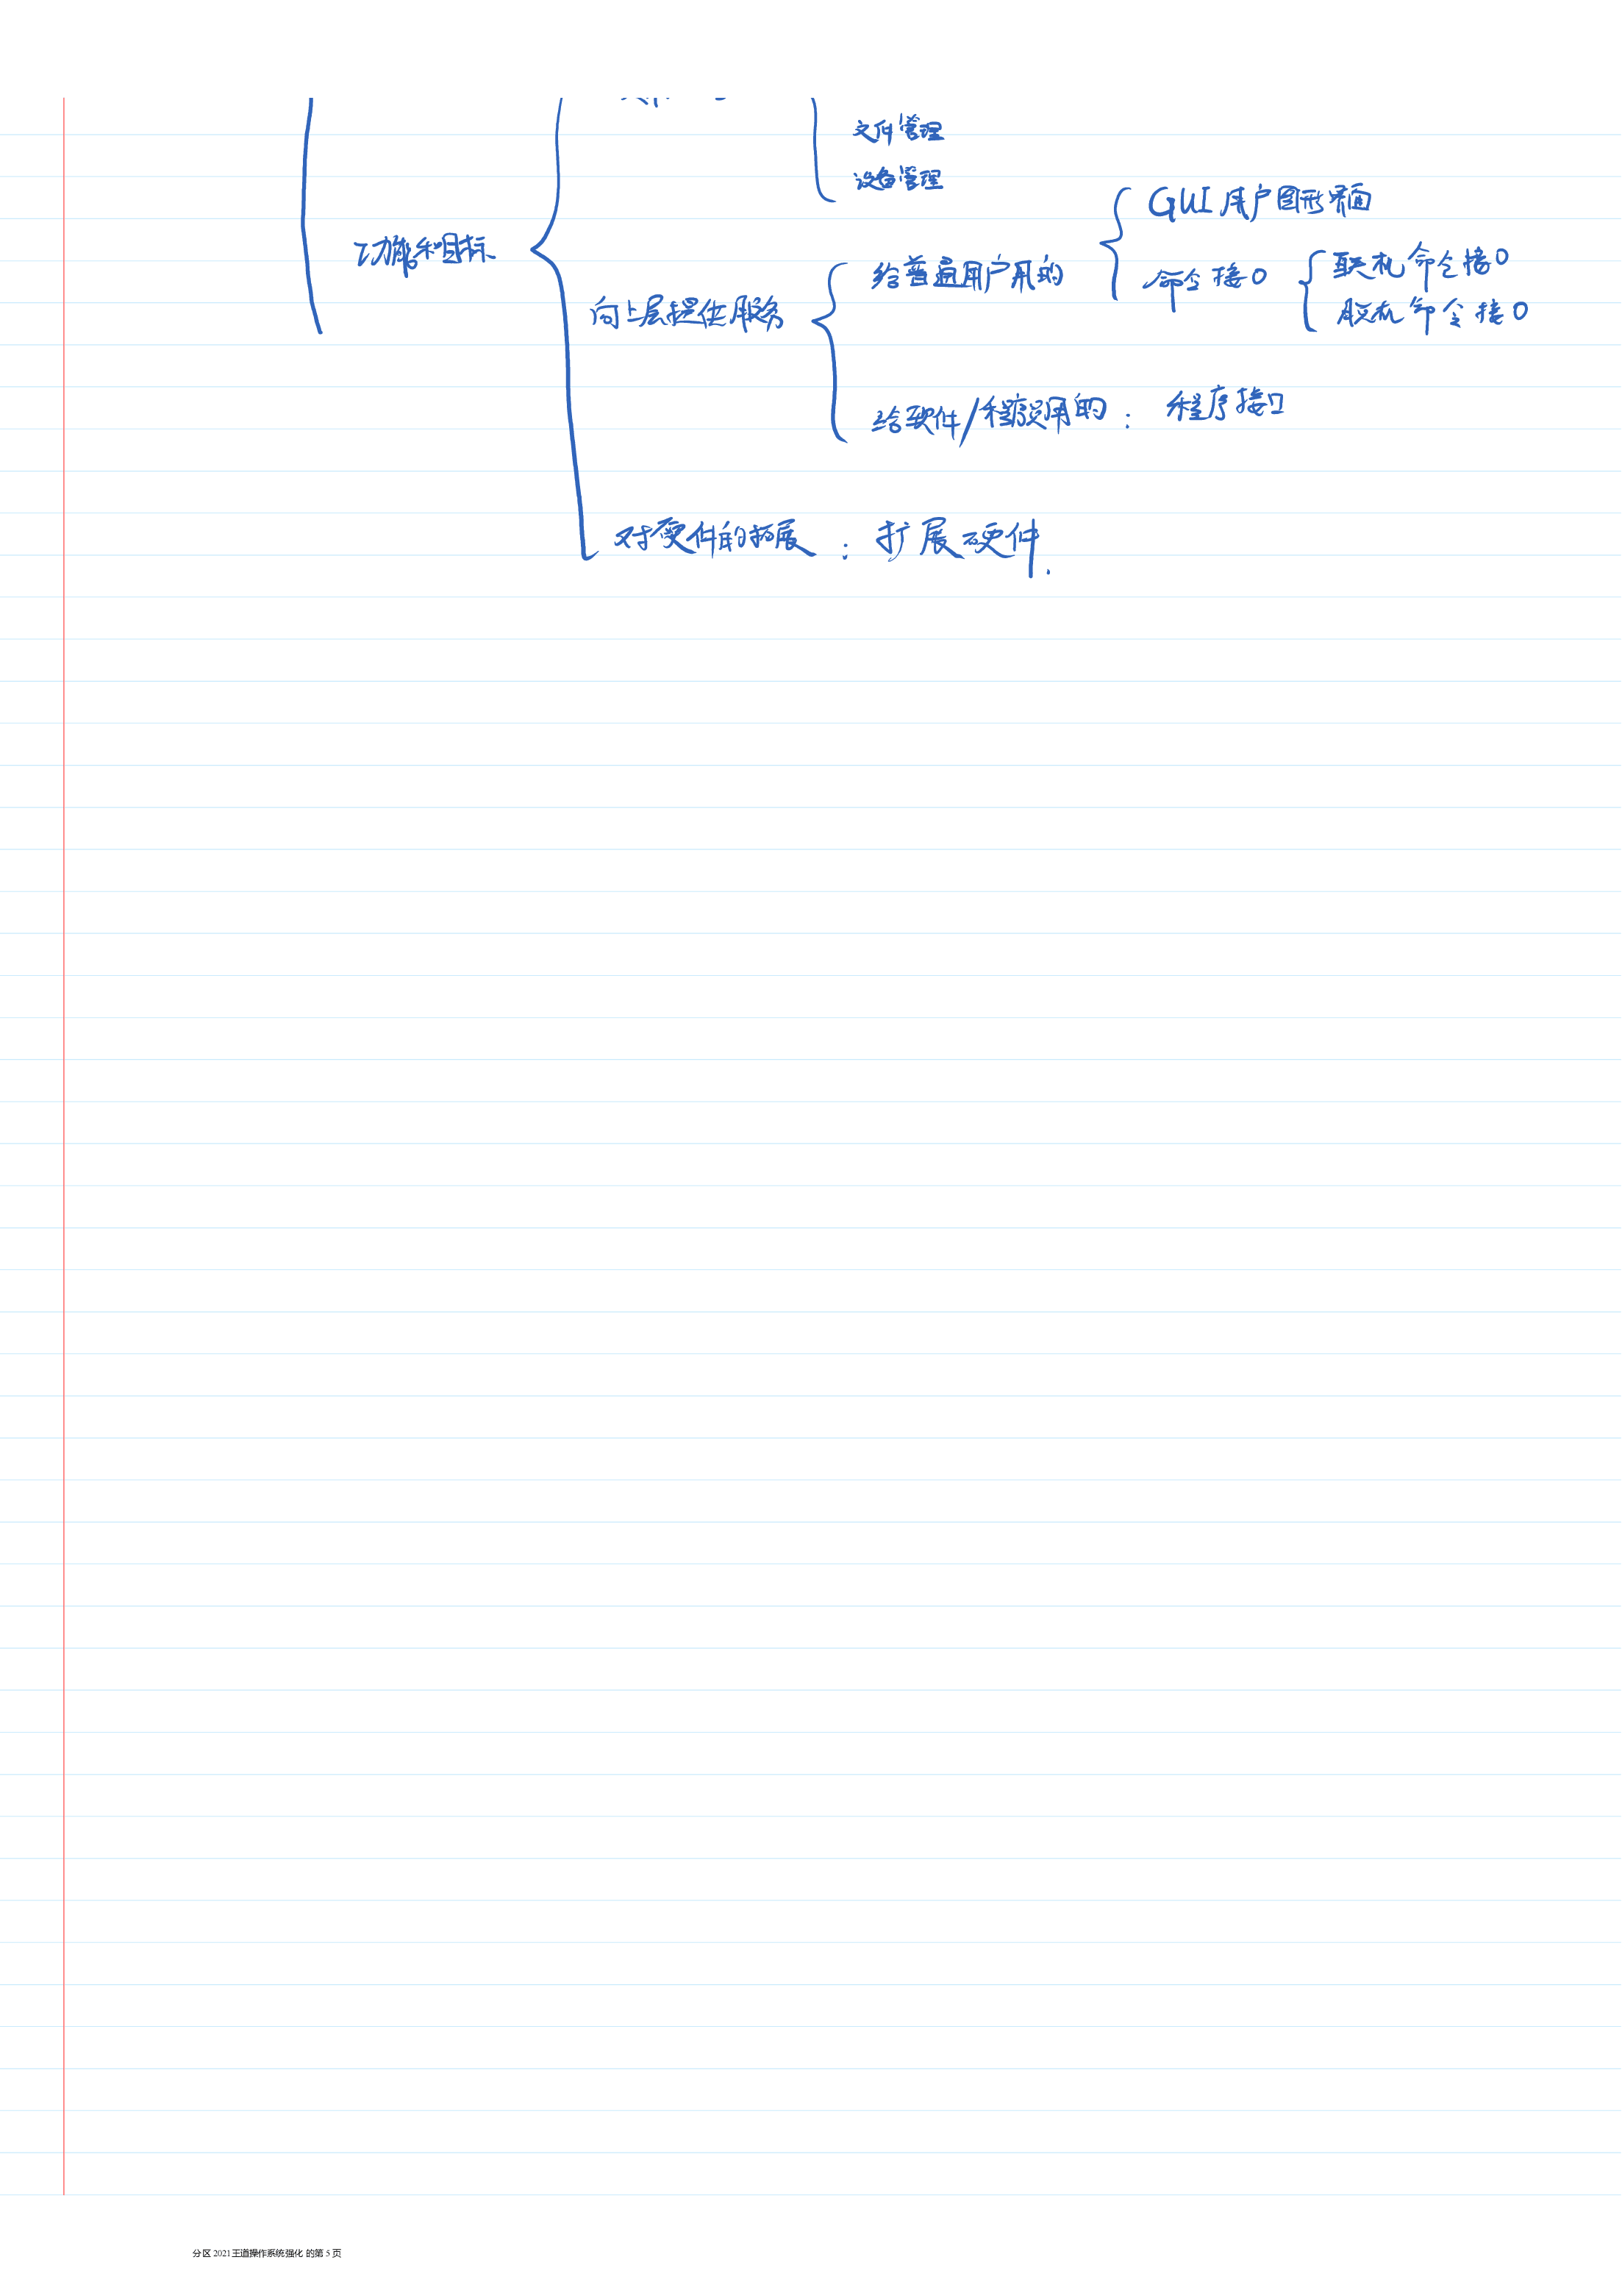 文件管理
设备管理
GUI 用户图形界面
功能和目标
给普通用户用的
命令接口
联机命令接口
脱机命令接口
向上层提供服务
给软件/程序员用的：程序接口
对硬件的拓展：扩展硬件.
分区 2021王道操作系统强化 的第 5 页